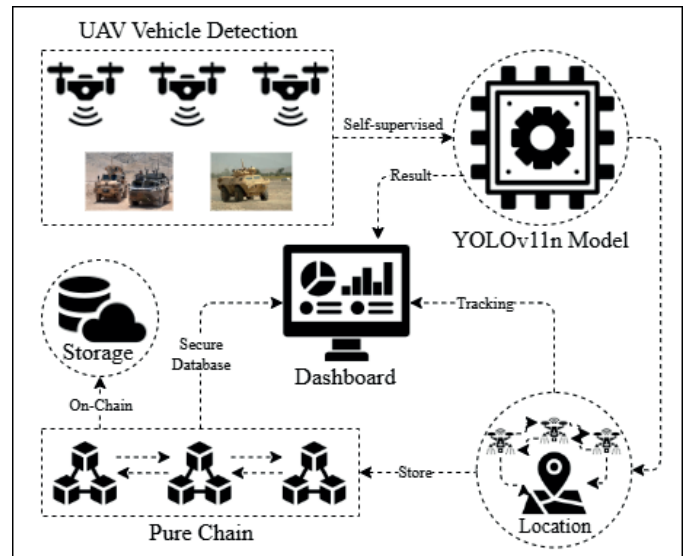 UAV Vehicle Detection
Self-supervised
Result
YOLOv11n Model
Storage
Secure
Database
Dashboard
Tracking
On-Chain
Store
Location
Pure Chain